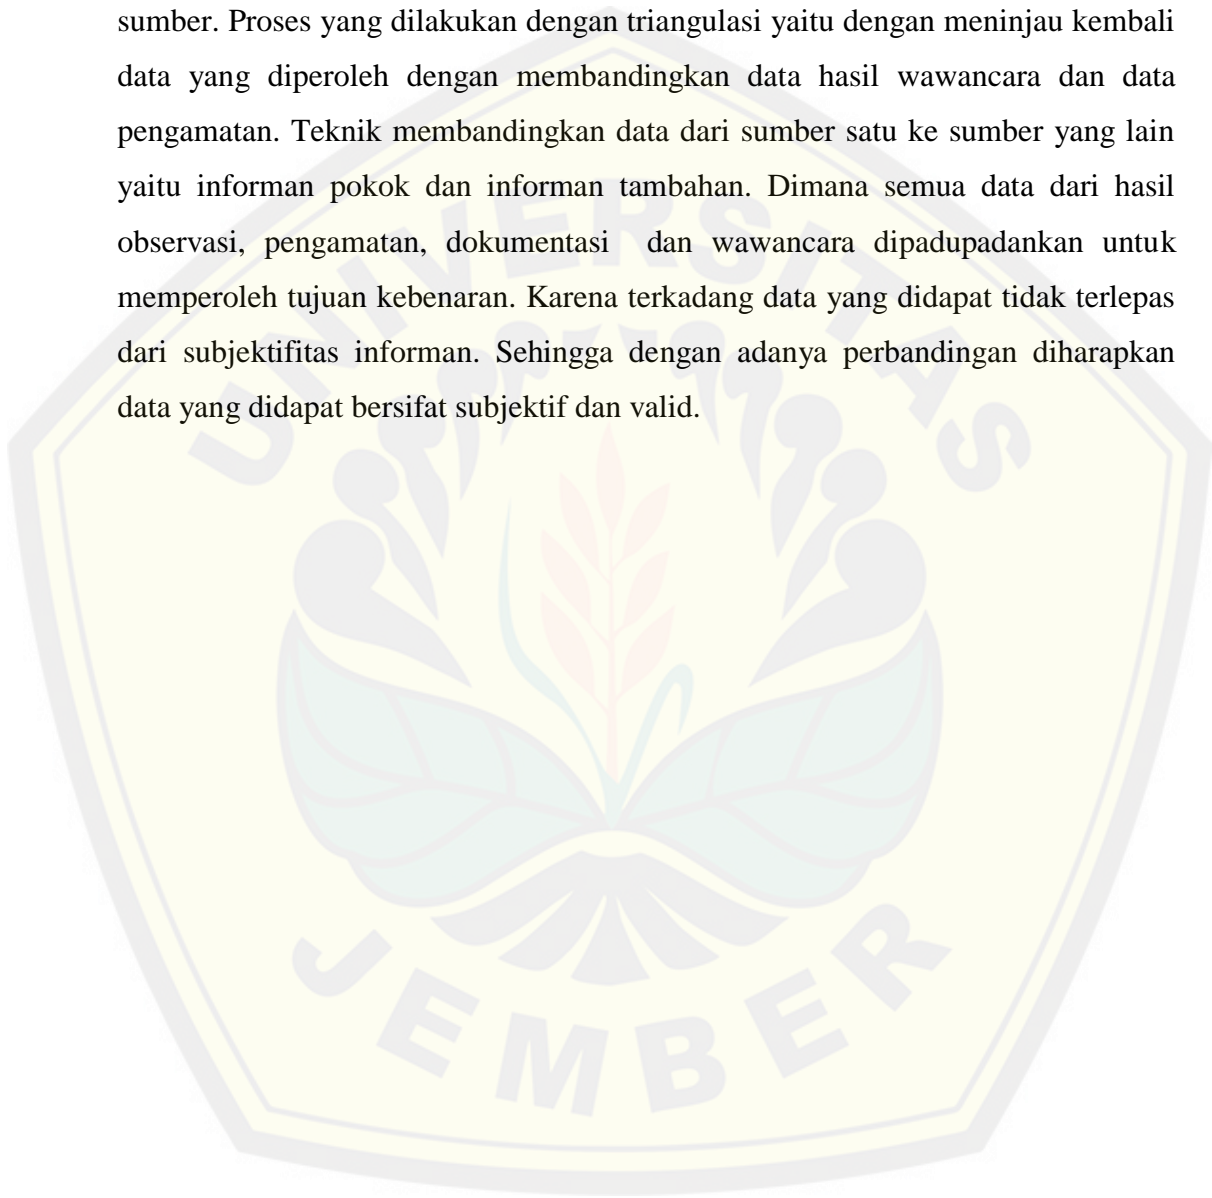 sumber. Proses yang dilakukan dengan triangulasi yaitu dengan meninjau kembali
data yang diperoleh dengan membandingkan data hasil wawancara dan data
pengamatan. Teknik membandingkan data dari sumber satu ke sumber yang lain
yaitu informan pokok dan informan tambahan. Dimana semua data dari hasil
observasi, pengamatan, dokumentasi dan wawancara dipadupadankan untuk
memperoleh tujuan kebenaran. Karena terkadang data yang didapat tidak terlepas
dari subjektifitas informan. Sehingga dengan adanya perbandingan diharapkan
data yang didapat bersifat subjektif dan valid.
UNIVERSITAS
JEMBER